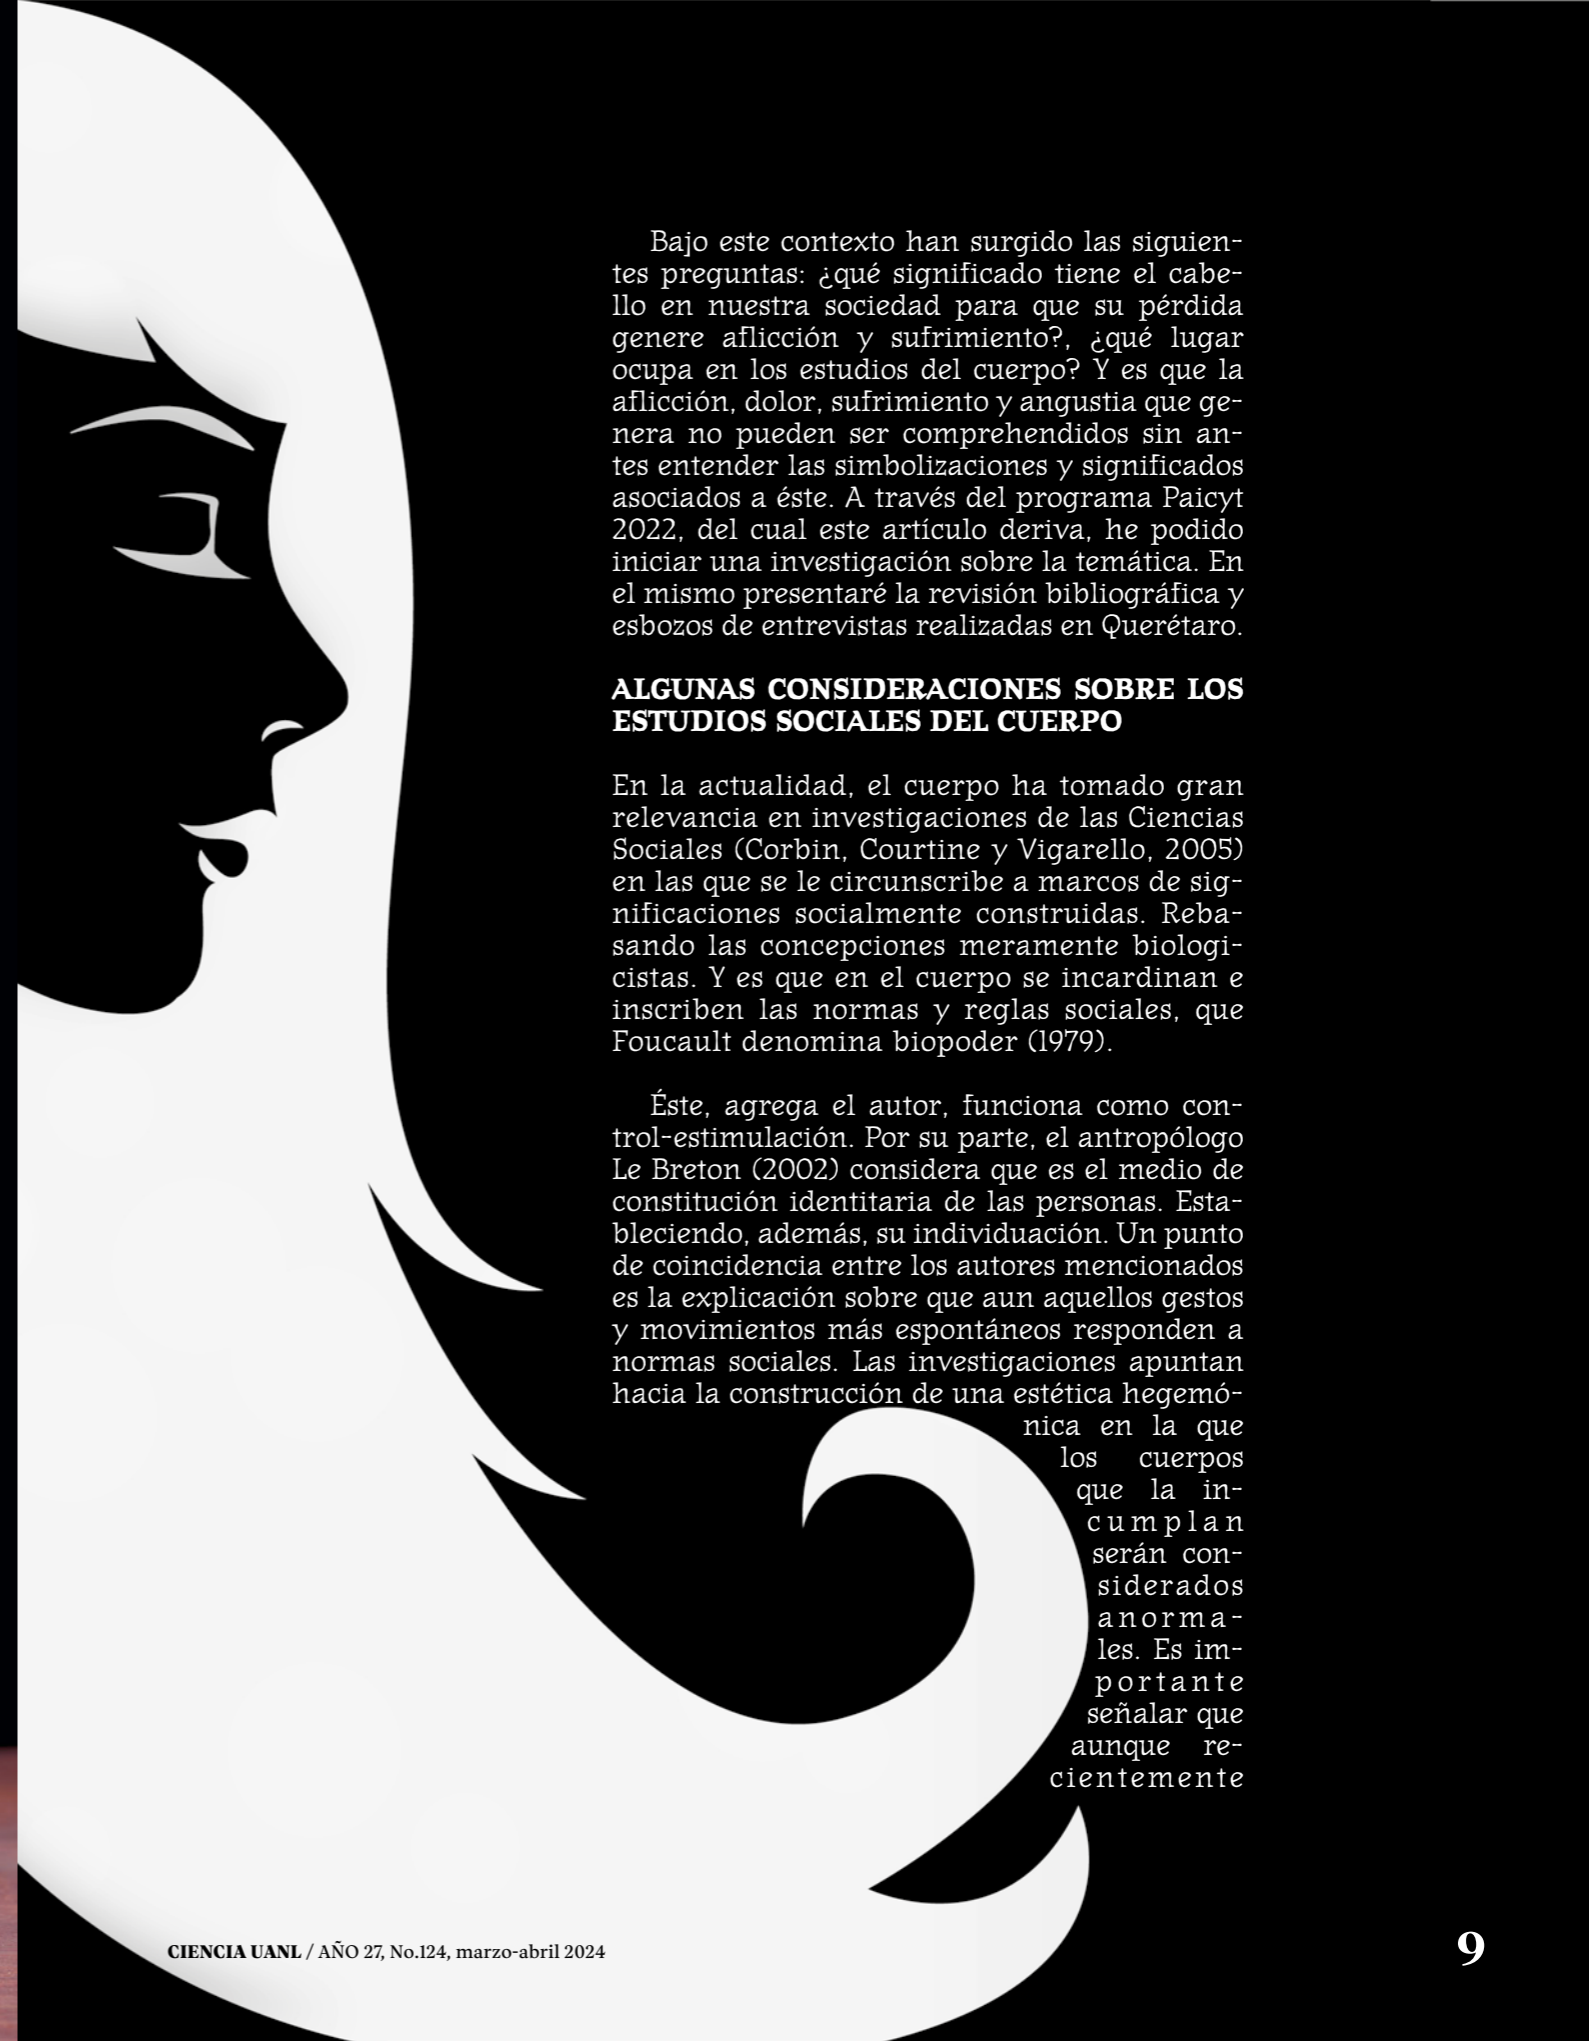 Bajo este contexto han surgido las siguien-
tes preguntas: ¿qué significado tiene el cabe-
llo en nuestra sociedad para que su pérdida
genere aflicción y sufrimiento?, ¿qué lugar
ocupa en los estudios del cuerpo? Y es que la
aflicción, dolor, sufrimiento y angustia que ge-
nera no pueden ser comprehendidos sin an-
tes entender las simbolizaciones y significados
asociados a éste. A través del programa Paicyt
2022, del cual este artículo deriva, he podido
iniciar una investigación sobre la temática. En
el mismo presentaré la revisión bibliográfica y
esbozos de entrevistas realizadas en Querétaro.
ALGUNAS CONSIDERACIONES SOBRE LOS
ESTUDIOS SOCIALES DEL CUERPO
En la actualidad, el cuerpo ha tomado gran
relevancia en investigaciones de las Ciencias
Sociales (Corbin, Courtine y Vigarello, 2005)
en las que se le circunscribe a marcos de sig-
nificaciones socialmente construidas. Reba-
sando las concepciones meramente biologi-
cistas. Y es que en el cuerpo se incardinan e
inscriben las normas y reglas sociales, que
Foucault denomina biopoder (1979).
Éste, agrega el autor, funciona como con-
trol-estimulación. Por su parte, el antropólogo
Le Breton (2002) considera que es el medio de
constitución identitaria de las personas. Esta-
bleciendo, además, su individuación. Un punto
de coincidencia entre los autores mencionados
es la explicación sobre que aun aquellos gestos
y movimientos más espontáneos responden a
normas sociales. Las investigaciones apuntan
hacia la construcción de una estética hegemó-
nica en la que
los cuerpos
que la in-
cumplan
serán con-
siderados
anorma-
les. Es im-
portante
señalar que
aunque re-
cientemente
CIENCIA UANL / AÑO 27, No.124, marzo-abril 2024
9